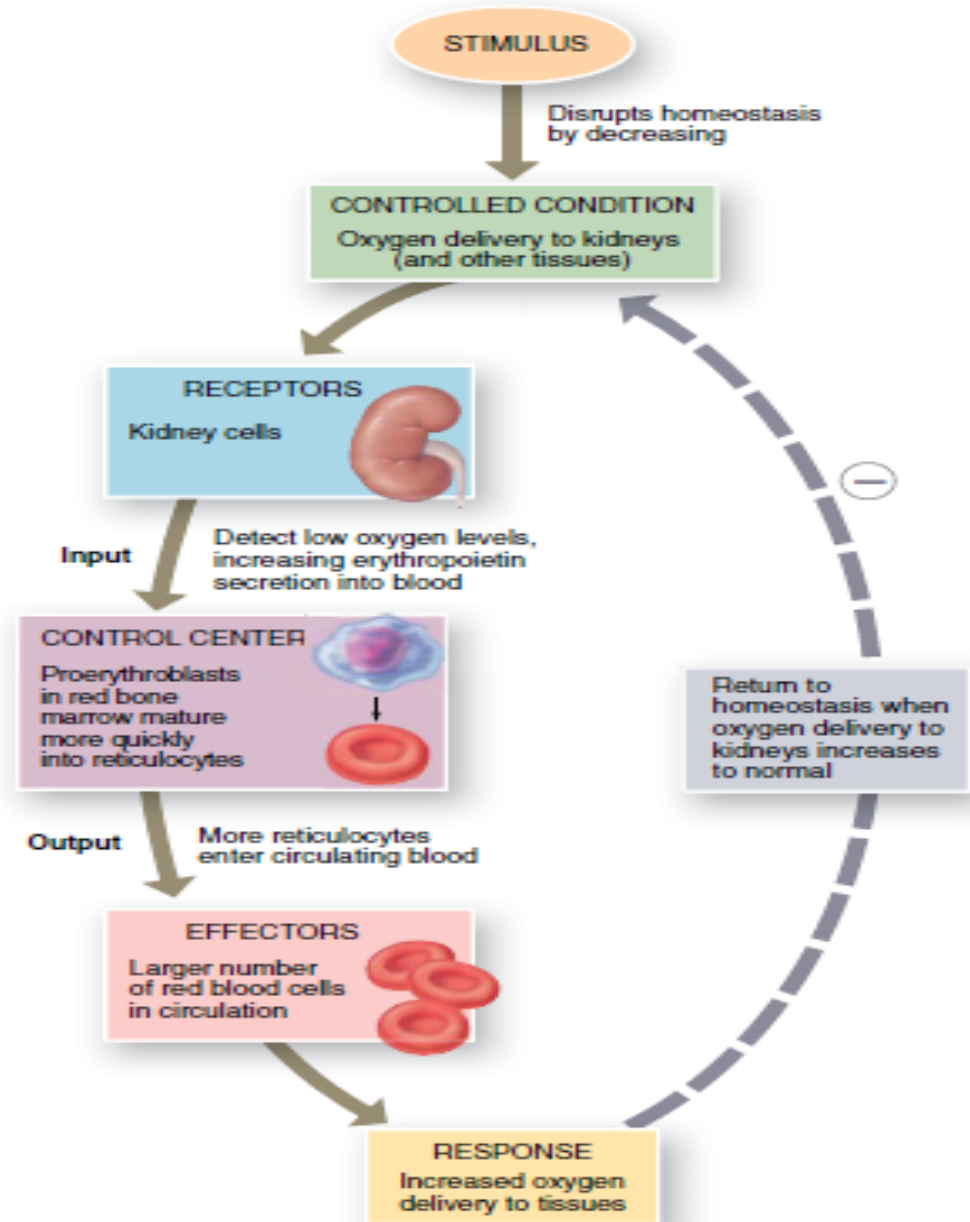 STIMULUS
Disrupts homeostasis
by decreasing
CONTROLLED CONDITION
Oxygen delivery to kidneys
(and other tissues)
RECEPTORS
Kidney cells
Input
Detect low oxygen levels,
increasing erythropoietin
secretion into blood
CONTROL CENTER
Proerythroblasts
in red bone
marrow mature
more quickly
into reticulocytes
Return to
homeostasis when
oxygen delivery to
kidneys increases
to normal
Output
More reticulocytes
enter circulating blood
EFFECTORS
Larger number
of red blood cells
in circulation
RESPONSE
Increased oxygen
delivery to tissues